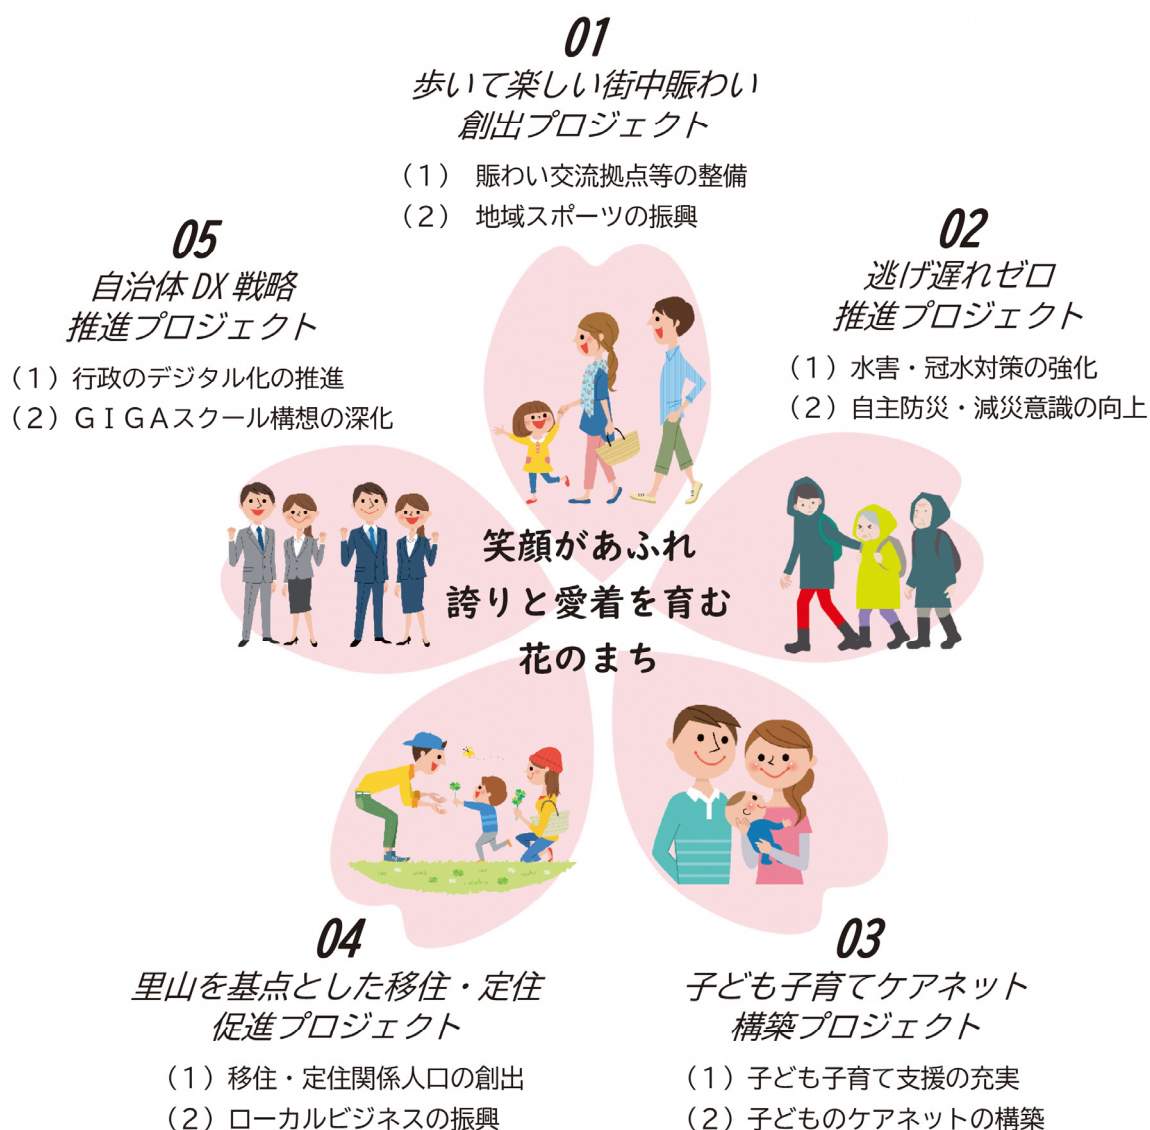 01
歩いて楽しい街中賑わい
創出プロジェクト
（１）　賑わい交流拠点等の整備
（２）　地域スポーツの振興
02
逃げ遅れゼロ
推進プロジェクト
（１）水害・冠水対策の強化
（２）自主防災・減災意識の向上
05
自治体 DX 戦略
推進プロジェクト
（１）行政のデジタル化の推進
（２）ＧＩＧＡスクール構想の深化
笑顔があふれ
誇りと愛着を育む
花のまち
04
里山を基点とした移住・定住
促進プロジェクト
（１）移住・定住関係人口の創出
（２）ローカルビジネスの振興
03
子ども子育てケアネット
構築プロジェクト
（１）子ども子育て支援の充実
（２）子どものケアネットの構築